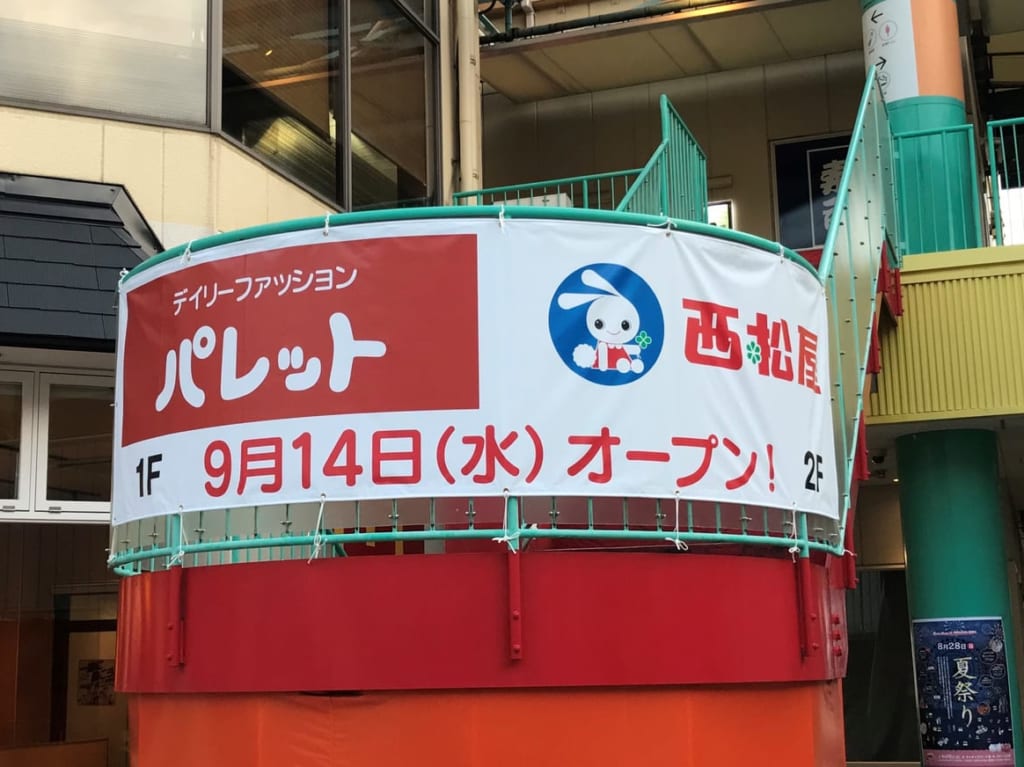 デイリーファッション
パレット
西松屋
1F
9月14日(水)オープン!
2F
8月28日
夏祭り